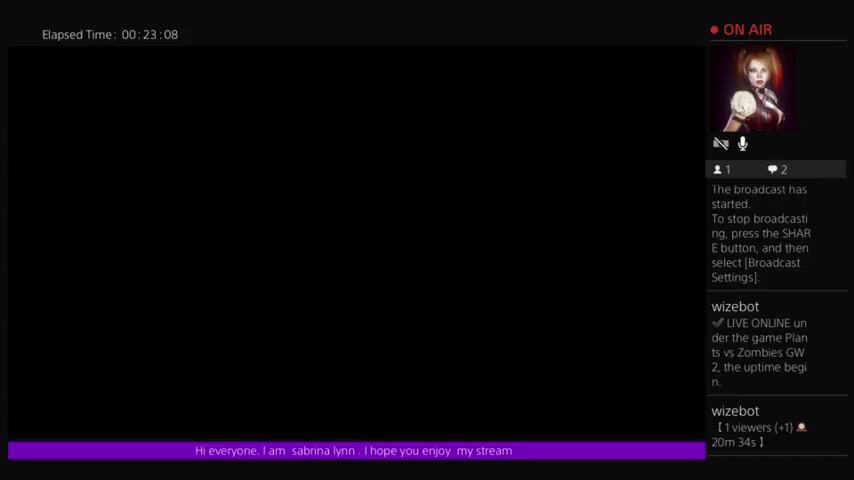 Elapsed Time: 00:23:08
ON AIR
1 2
The broadcast has
started.
To stop broadcasti
ng, press the SHAR
E button, and then
select [Broadcast
Settings].
wizebot
✓ LIVE ONLINE un
der the game Plan
ts vs Zombies GW
2, the uptime begi
n.
wizebot
【1 viewers (+1) 🕰
20m 34s】
Hi everyone. I am sabrina lynn . I hope you enjoy my stream